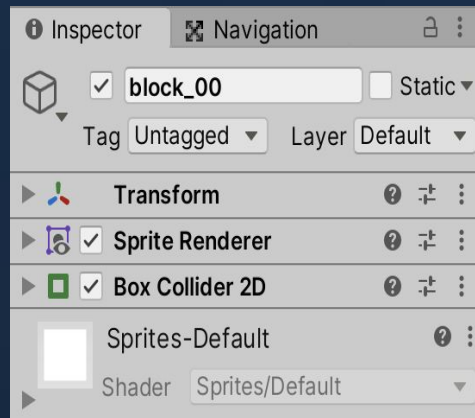 Inspector Navigation
block_00 Static
Tag Untagged Layer Default
Transform
Sprite Renderer
Box Collider 2D
Sprites-Default
Shader Sprites/Default